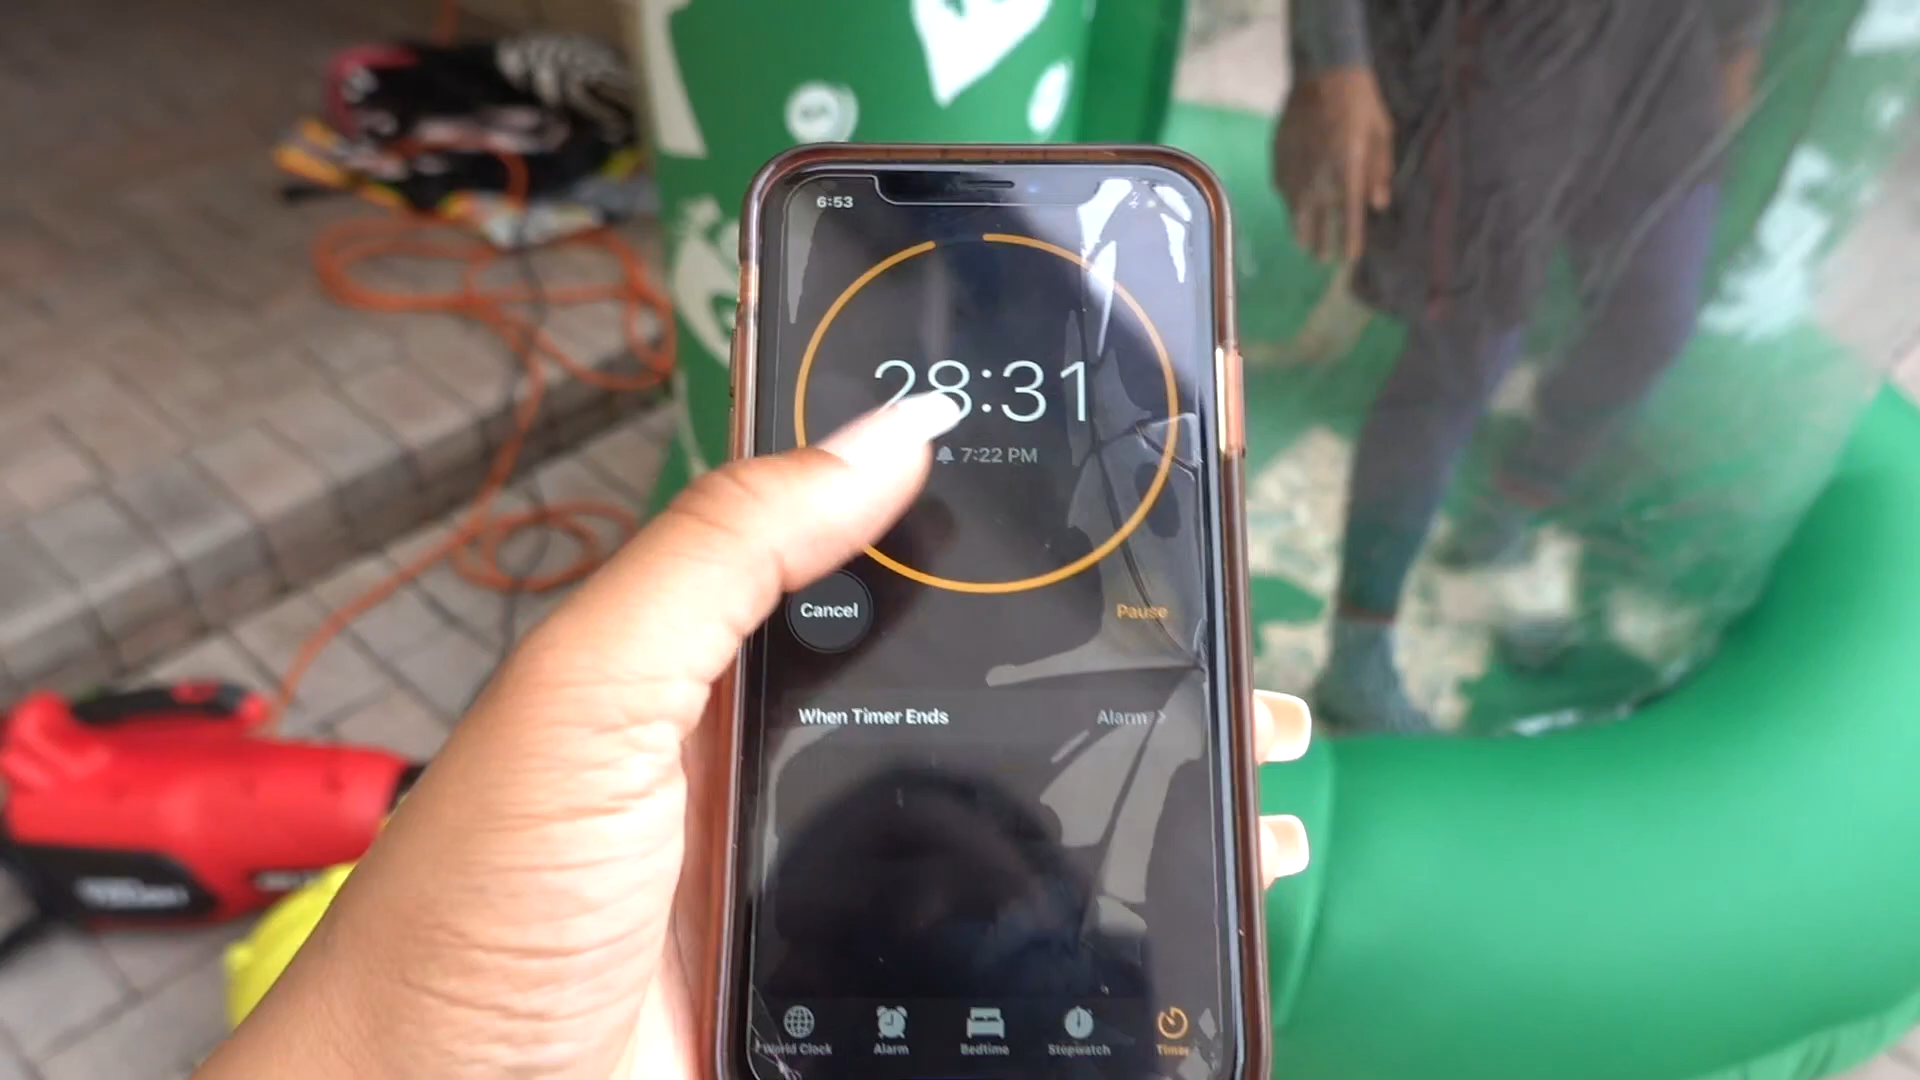 6:53
28:31
7:22 PM
Cancel
Pause
When Timer Ends
Alarm
World Clock
Alarm
Bedtime
Stopwatch
Timer